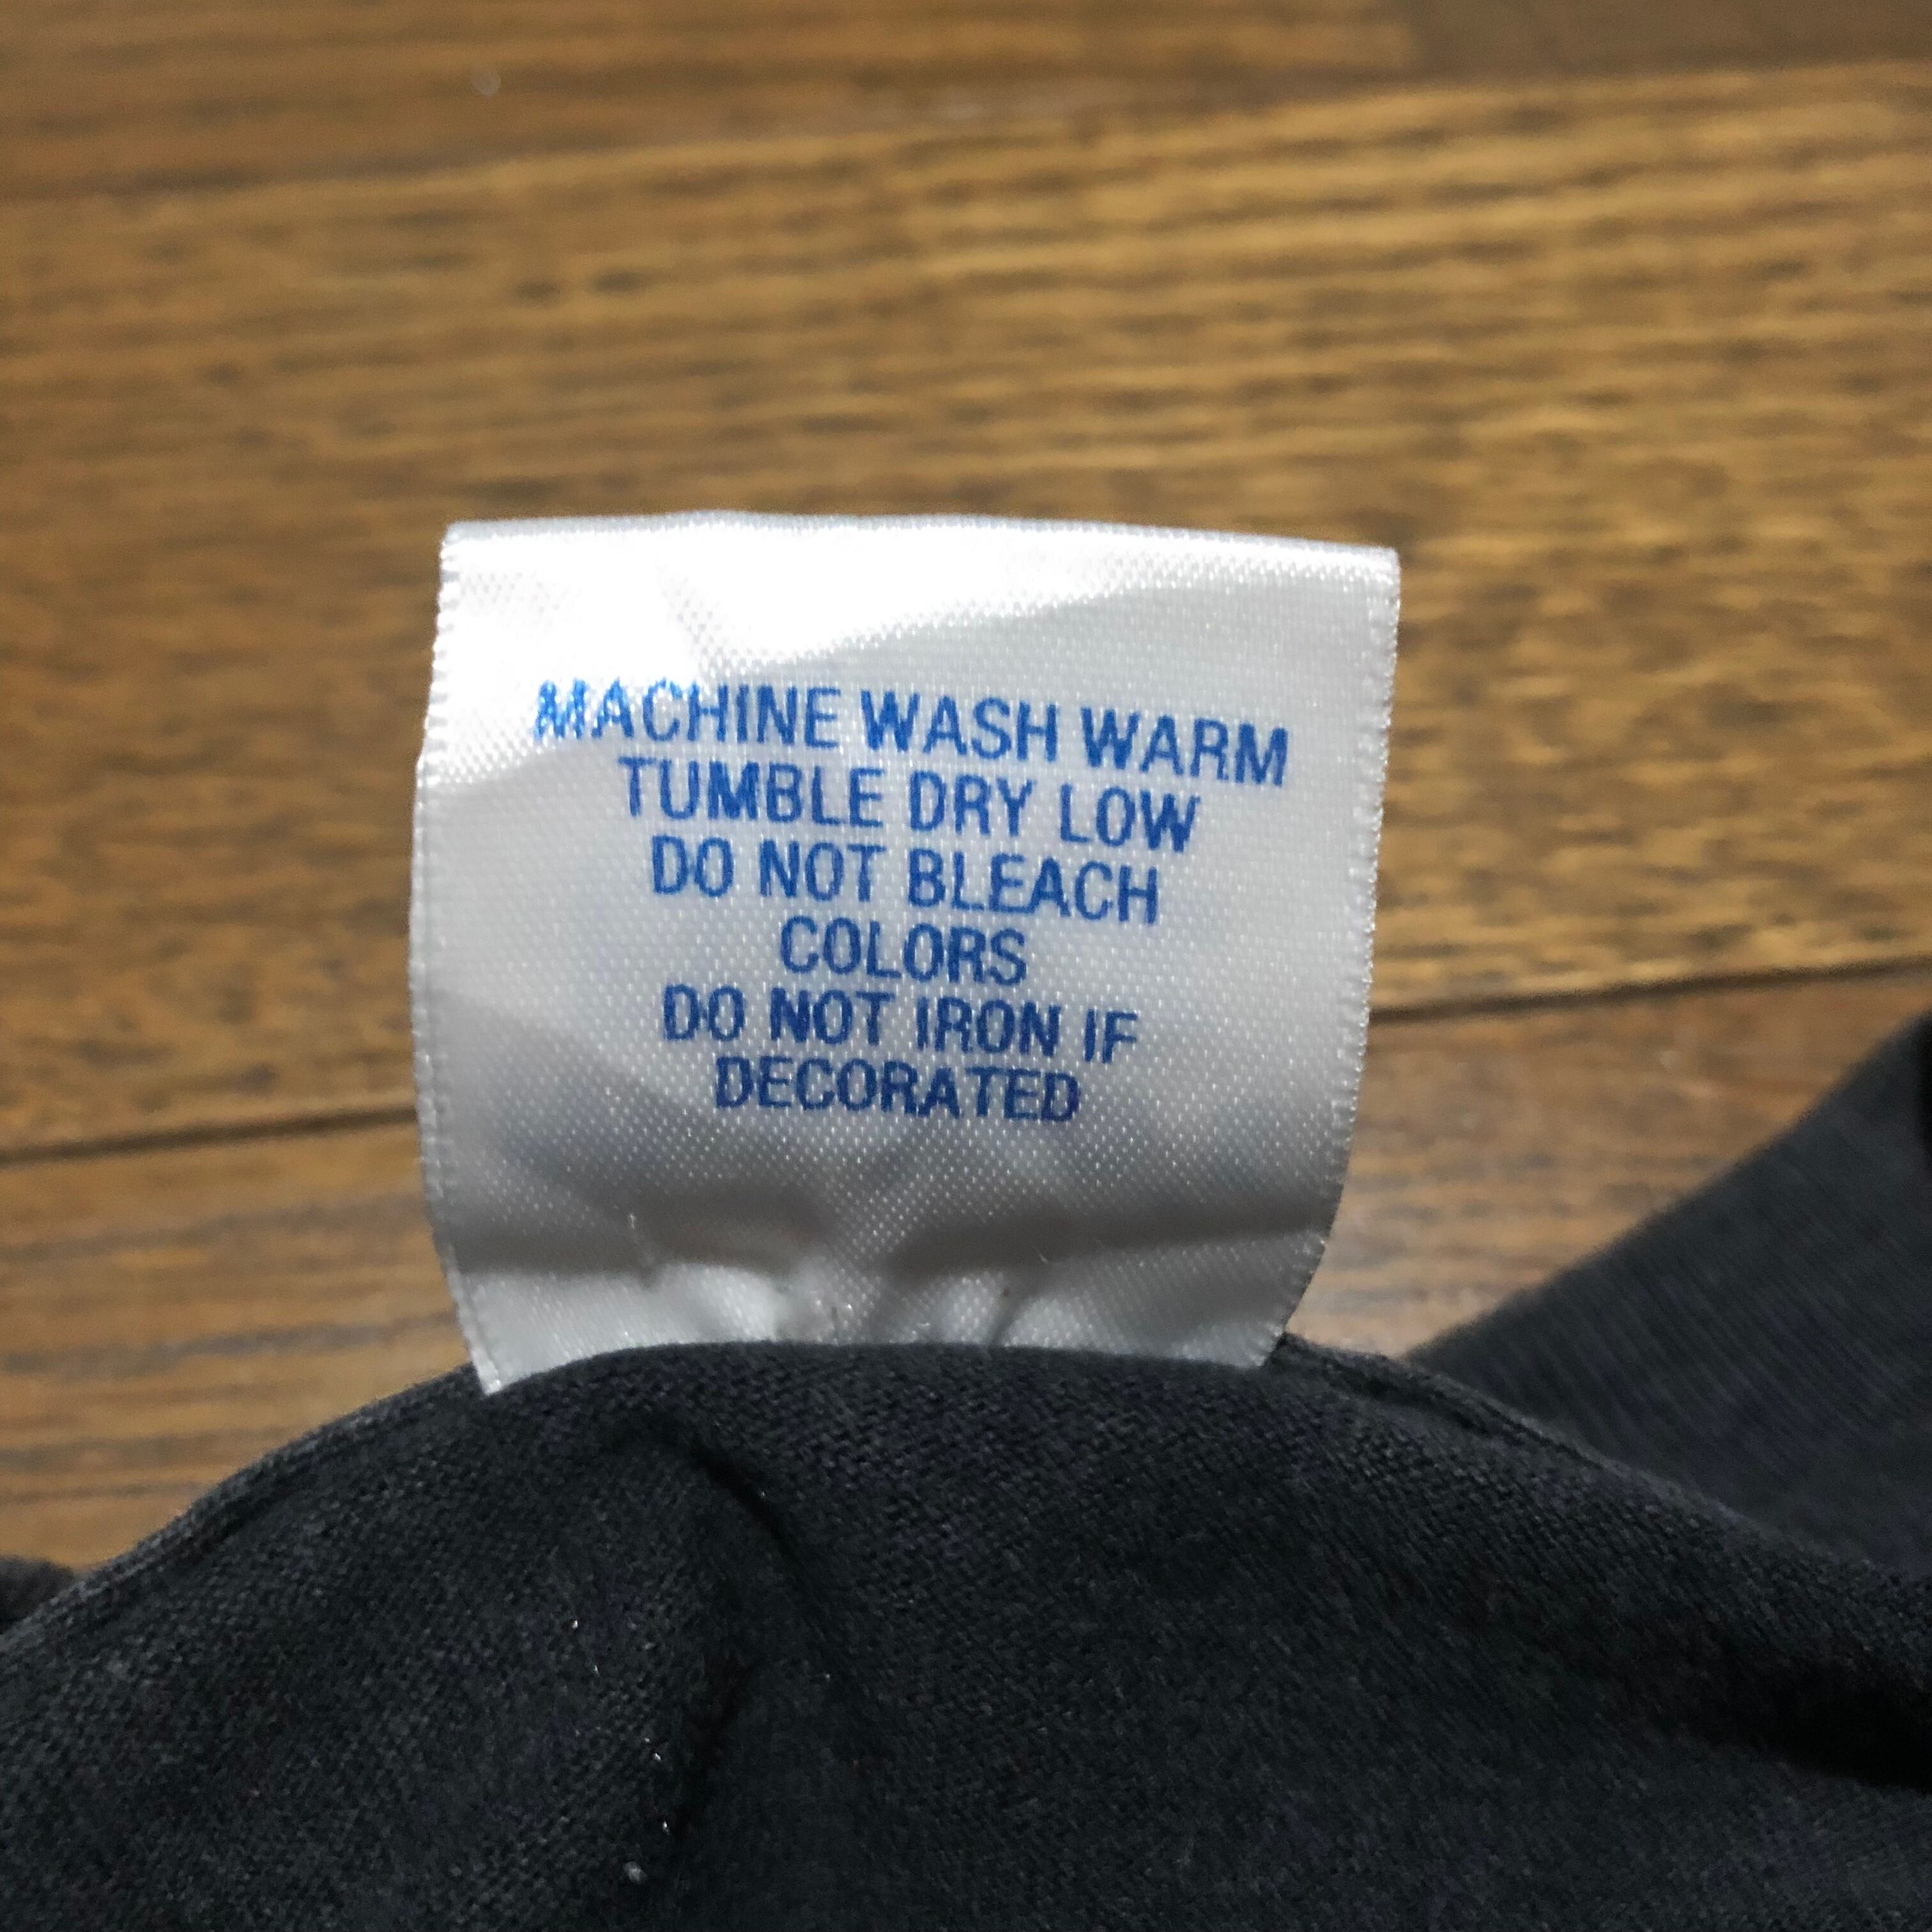 MACHINE WASH WARM
TUMBLE DRY LOW
DO NOT BLEACH
COLORS
DO NOT IRON IF
DECORATED